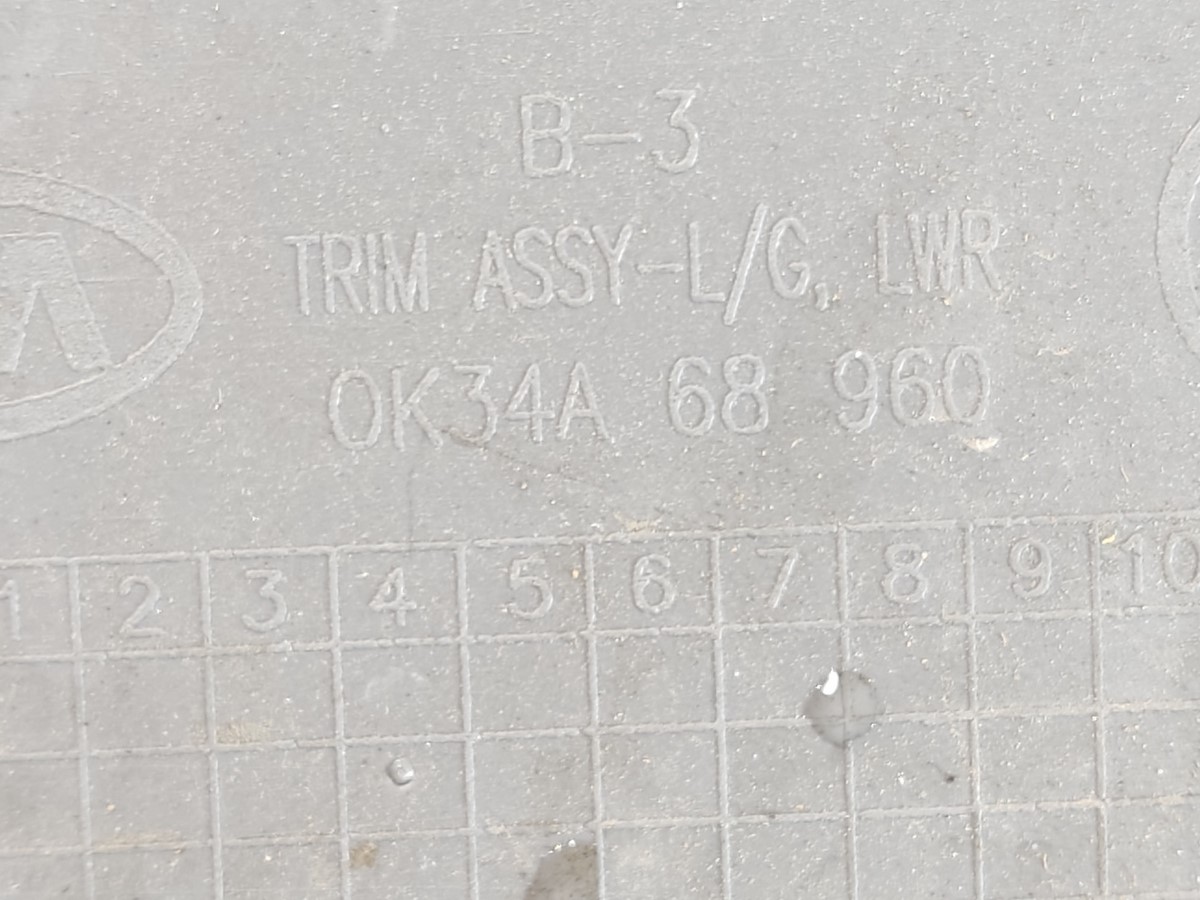 B-3
TRIM ASSY-L/G, LWR
0K34A 68 960
1 2 3 4 5 6 7 8 9 10